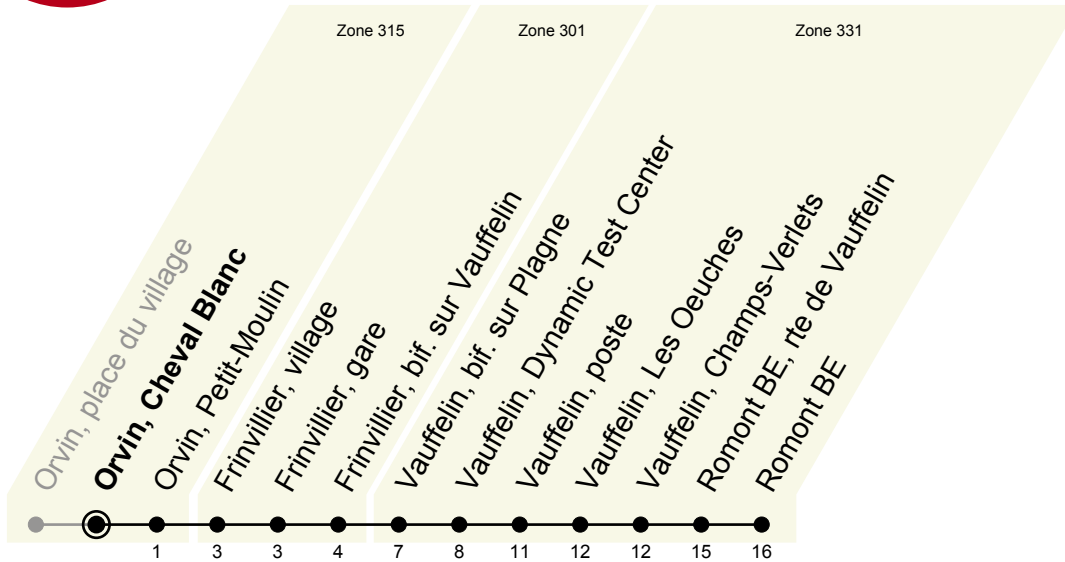 Zone 315
Zone 301
Zone 331
Orvin, place du village
Orvin, Cheval Blanc
Orvin, Petit-Moulin
Frinvillier, village
Frinvillier, gare
Frinvillier, bif. sur Vauffelin
Vauffelin, bif. sur Plagne
Vauffelin, Dynamic Test Center
Vauffelin, poste
Vauffelin, Les Oeuches
Vauffelin, Champs-Verlets
Romont BE, rte de Vauffelin
Romont BE
1 3 3 4 7 8 11 12 12 15 16